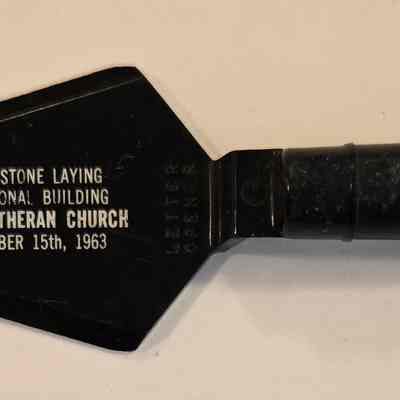 STONE LAYING
ONAL BUILDING
THERAN CHURCH
BER 15th, 1963
LETTER
OPENER